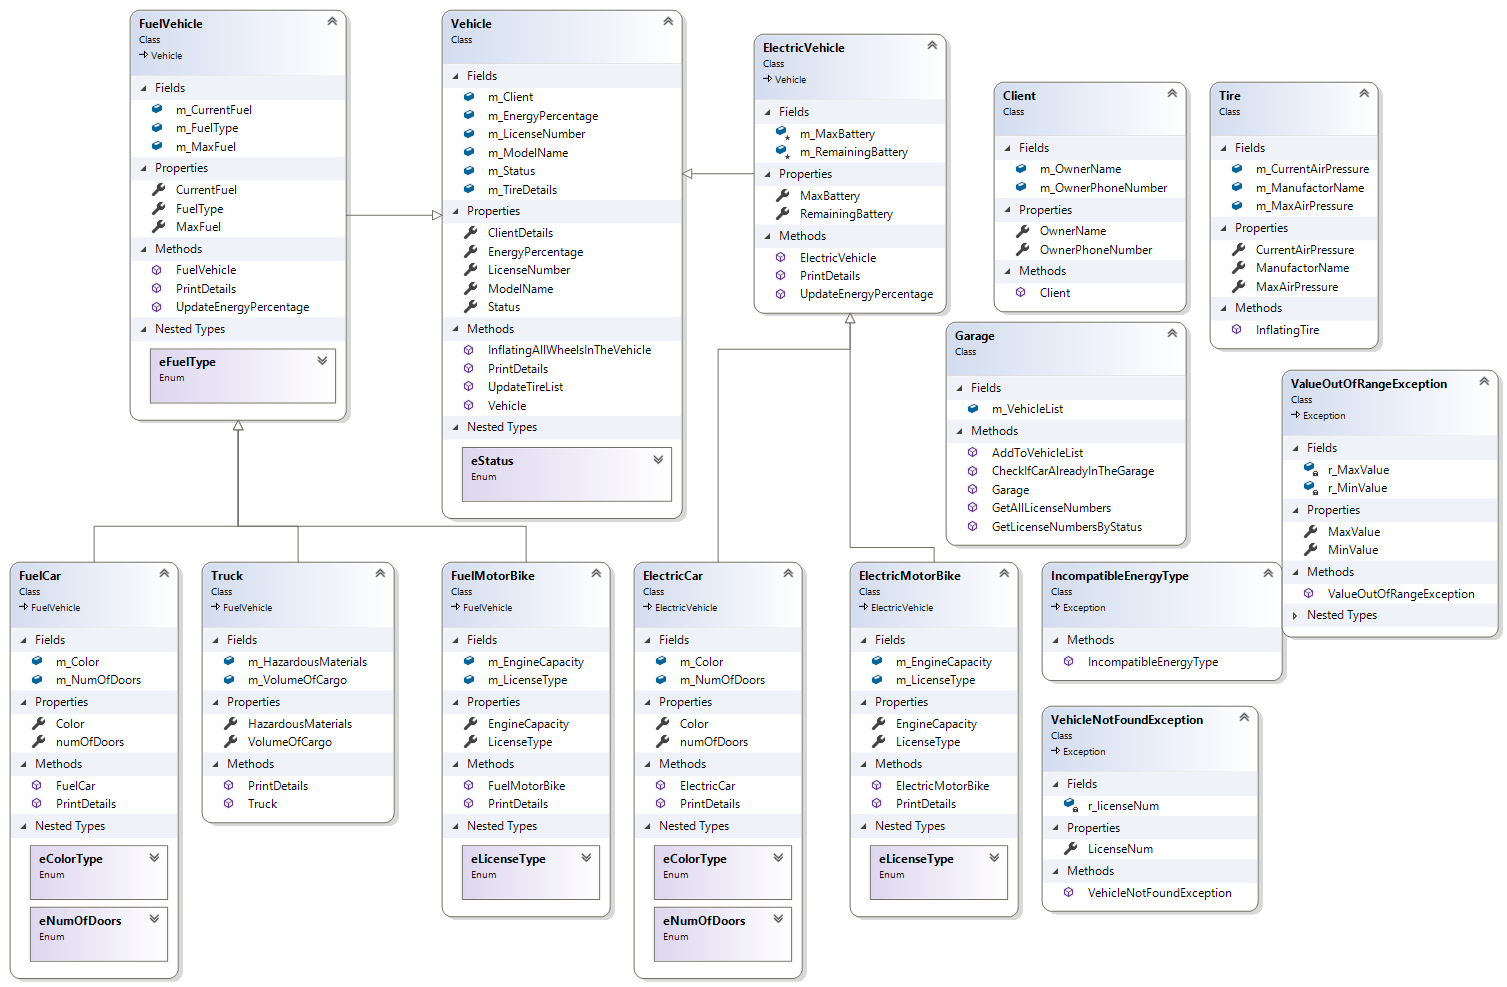 FuelVehicle
Class
Vehicle
Fields
m_CurrentFuel
m_FuelType
m_MaxFuel
Properties
CurrentFuel
FuelType
MaxFuel
Methods
FuelVehicle
PrintDetails
UpdateEnergyPercentage
Nested Types
eFuelType
Enum
Vehicle
Class
Fields
m_Client
m_EnergyPercentage
m_LicenseNumber
m_ModelName
m_Status
m_TireDetails
Properties
ClientDetails
EnergyPercentage
LicenseNumber
ModelName
Status
Methods
InflatingAllWheelsInTheVehicle
PrintDetails
UpdateTireList
Vehicle
Nested Types
eStatus
Enum
ElectricVehicle
Class
Vehicle
Fields
m_MaxBattery
m_RemainingBattery
Properties
MaxBattery
RemainingBattery
Methods
ElectricVehicle
PrintDetails
UpdateEnergyPercentage
Client
Class
Fields
m_OwnerName
m_OwnerPhoneNumber
Properties
OwnerName
OwnerPhoneNumber
Methods
Client
Tire
Class
Fields
m_CurrentAirPressure
m_ManufactorName
m_MaxAirPressure
Properties
CurrentAirPressure
ManufactorName
MaxAirPressure
Methods
InflatingTire
Garage
Class
Fields
m_VehicleList
Methods
AddToVehicleList
CheckIfCarAlreadyInTheGarage
Garage
GetAllLicenseNumbers
GetLicenseNumbersByStatus
ValueOutOfRangeException
Class
Exception
Fields
r_MaxValue
r_MinValue
Properties
MaxValue
MinValue
Methods
ValueOutOfRangeException
Nested Types
FuelCar
Class
FuelVehicle
Fields
m_Color
m_NumOfDoors
Properties
Color
numOfDoors
Methods
FuelCar
PrintDetails
Nested Types
eColorType
Enum
eNumOfDoors
Enum
Truck
Class
FuelVehicle
Fields
m_HazardousMaterials
m_VolumeOfCargo
Properties
HazardousMaterials
VolumeOfCargo
Methods
PrintDetails
Truck
FuelMotorBike
Class
FuelVehicle
Fields
m_EngineCapacity
m_LicenseType
Properties
EngineCapacity
LicenseType
Methods
FuelMotorBike
PrintDetails
Nested Types
eLicenseType
Enum
ElectricCar
Class
ElectricVehicle
Fields
m_Color
m_NumOfDoors
Properties
Color
numOfDoors
Methods
ElectricCar
PrintDetails
Nested Types
eColorType
Enum
eNumOfDoors
Enum
ElectricMotorBike
Class
ElectricVehicle
Fields
m_EngineCapacity
m_LicenseType
Properties
EngineCapacity
LicenseType
Methods
ElectricMotorBike
PrintDetails
Nested Types
eLicenseType
Enum
IncompatibleEnergyType
Class
Exception
Methods
IncompatibleEnergyType
VehicleNotFoundException
Class
Exception
Fields
r_licenseNum
Properties
LicenseNum
Methods
VehicleNotFoundException